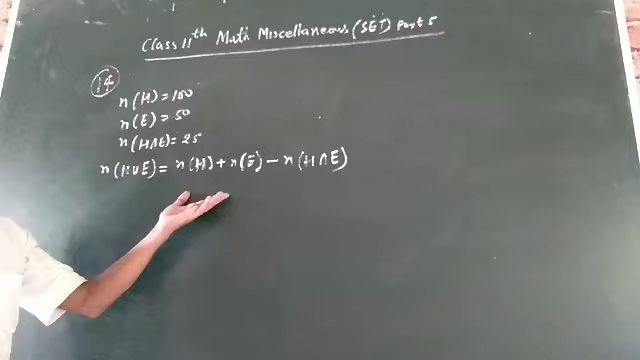 Class 11th Math Miscellaneous (SET) Part 5
14
n(H)=100
n(E)=50
n(H∩E)=25
n(H∪E)=n(H)+n(E)-n(H∩E)